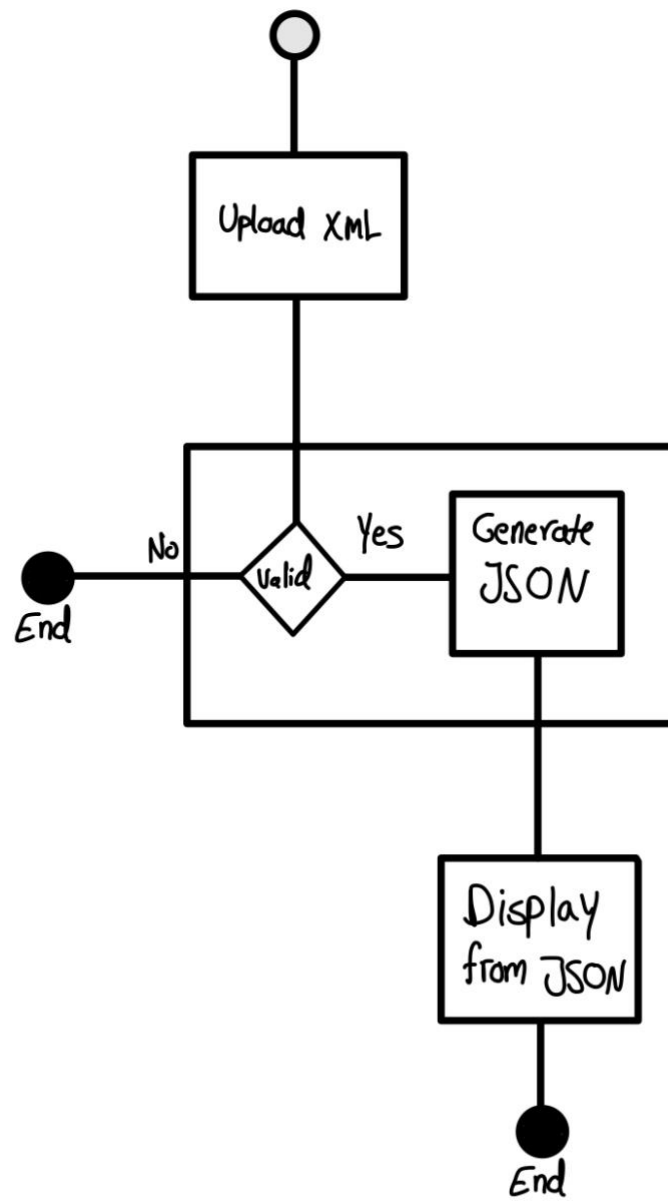 Upload XML
No
Yes
Valid
Generate
JSON
End
Display
from JSON
End